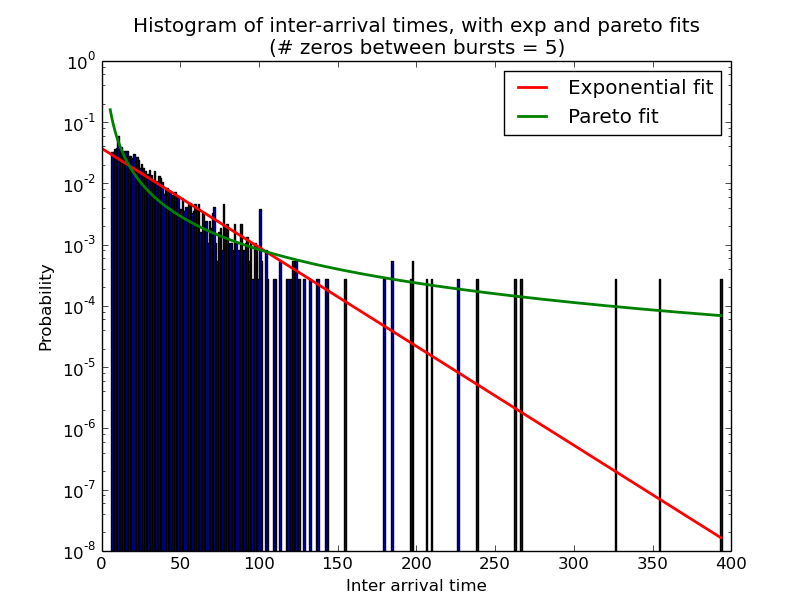 Histogram of inter-arrival times, with exp and pareto fits
(# zeros between bursts = 5)
Exponential fit
Pareto fit
Probability
10^0
10^-1
10^-2
10^-3
10^-4
10^-5
10^-6
10^-7
10^-8
0 50 100 150 200 250 300 350 400
Inter arrival time